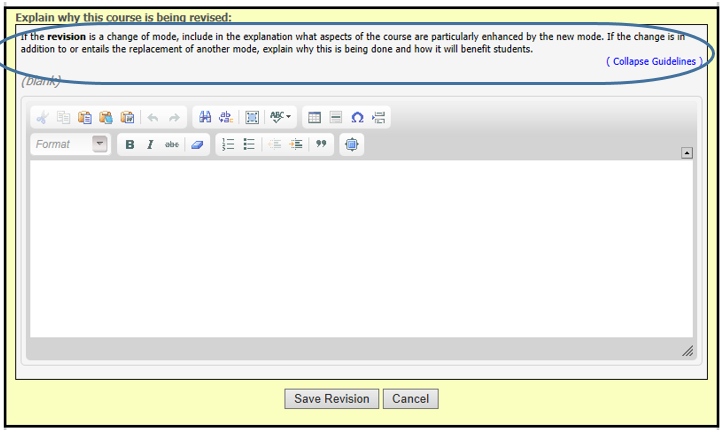 Explain why this course is being revised:
If the revision is a change of mode, include in the explanation what aspects of the course are particularly enhanced by the new mode. If the change is in
addition to or entails the replacement of another mode, explain why this is being done and how it will benefit students.
( Collapse Guidelines )
(blank)
ABC
Format
B I abc
Save Revision Cancel